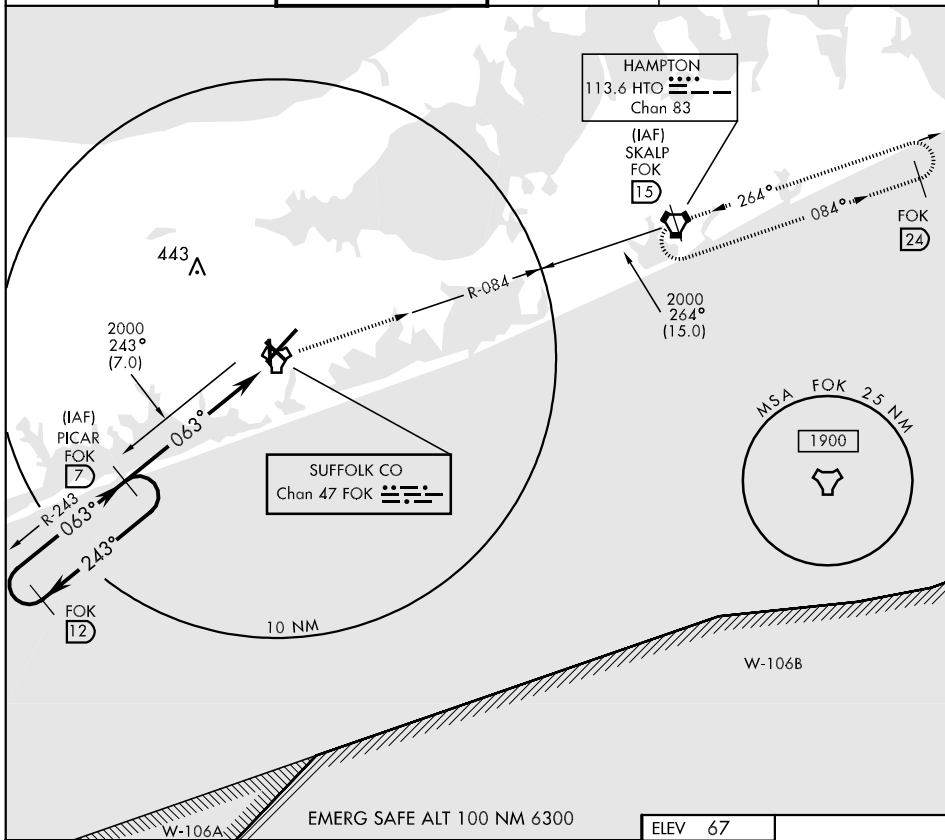 HAMPTON
113.6 HTO
Chan 83
(IAF)
SKALP
FOK
15
264°
084°
FOK
24
443
R-084
2000
264°
(15.0)
2000
243°
(7.0)
063°
(IAF)
PICAR
FOK
7
R-243
063°
243°
SUFFOLK CO
Chan 47 FOK
MSA FOK 25 NM
1900
FOK
12
10 NM
W-106B
W-106A
EMERG SAFE ALT 100 NM 6300
ELEV 67